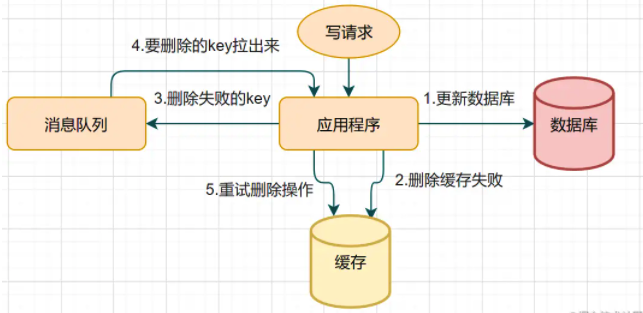 写请求
4.要删除的key拉出来
3.删除失败的key
1.更新数据库
消息队列
应用程序
数据库
5.重试删除操作
2.删除缓存失败
缓存